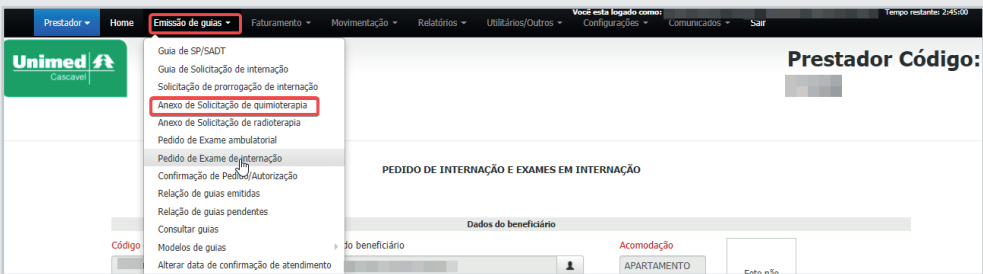 Você esta logado como:
Tempo restante: 2:45:00
Prestador
Home
Emissão de guias
Faturamento
Movimentação
Relatórios
Utilitários/Outros
Configurações
Comunicados
Sair
Unimed
Cascavel
Prestador Código:
Guia de SP/SADT
Guia de Solicitação de internação
Solicitação de prorrogação de internação
Anexo de Solicitação de quimioterapia
Anexo de Solicitação de radioterapia
Pedido de Exame ambulatorial
Pedido de Exame de internação
Confirmação de Pedido/Autorização
Relação de guias emitidas
Relação de guias pendentes
Consultar guias
Modelos de guias
Alterar data de confirmação de atendimento
PEDIDO DE INTERNAÇÃO E EXAMES EM INTERNAÇÃO
Dados do beneficiário
Código
do beneficiário
Acomodação
APARTAMENTO
Foto não